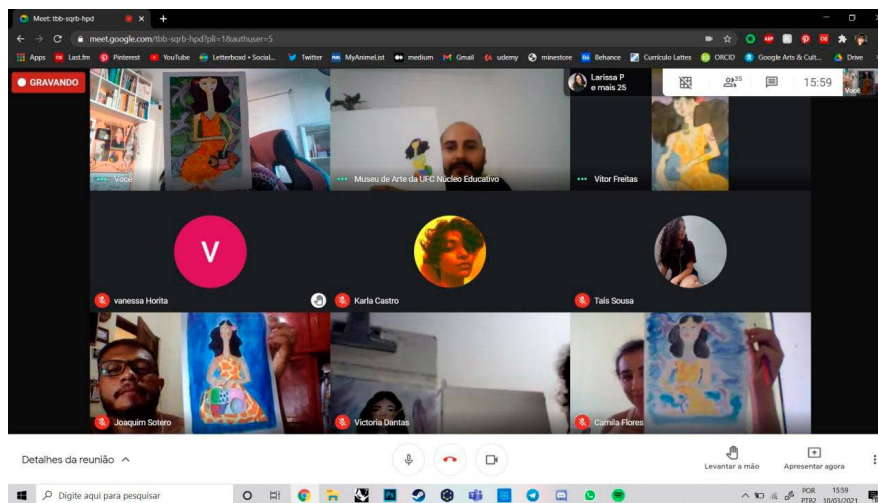 Meet: tbb-sqrb-hpd
meet.google.com/tbb-sqrb-hpd?pli=1&authuser=5
Apps Last.fm Pinterest YouTube Letterboxd • Social... Twitter MyAnimeList medium Gmail udemy minestore Behance Currículo Lattes ORCID Google Arts & Cult... Drive
GRAVANDO
Larissa P
e mais 25
35
15:59
Você
Você
Museu de Arte da UFC Núcleo Educativo
Vitor Freitas
V
vanessa Horita
Karla Castro
Taís Sousa
Joaquim Sotero
Victoria Dantas
Camila Flores
Detalhes da reunião
Levantar a mão
Apresentar agora
Digite aqui para pesquisar
POR 15:59
PTB2 10/03/2021